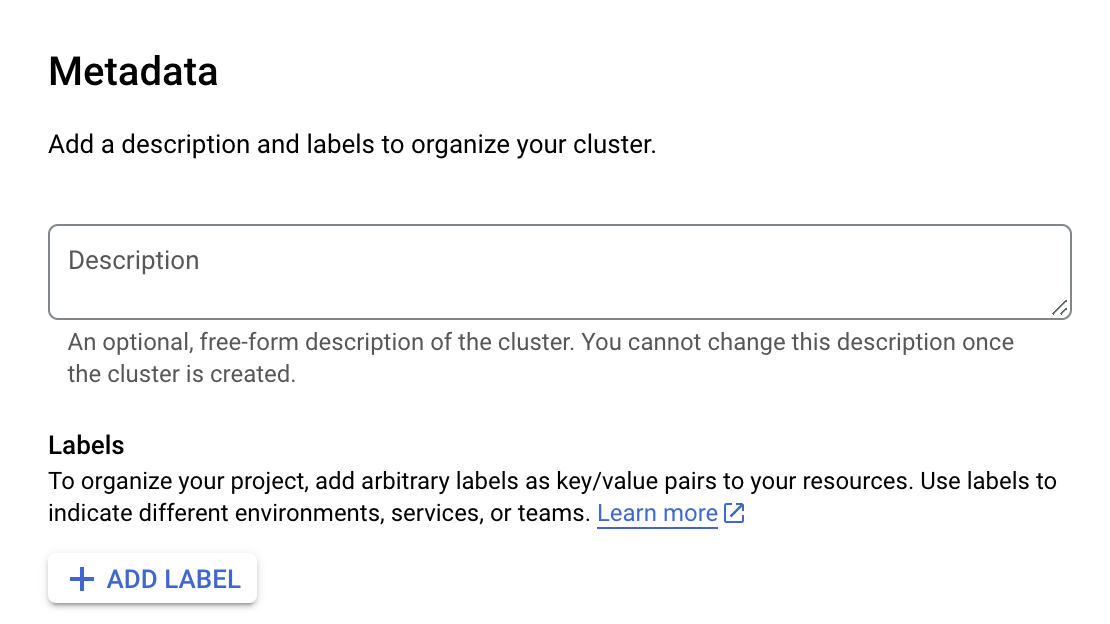 Metadata
Add a description and labels to organize your cluster.
Description
An optional, free-form description of the cluster. You cannot change this description once
the cluster is created.
Labels
To organize your project, add arbitrary labels as key/value pairs to your resources. Use labels to
indicate different environments, services, or teams. Learn more
ADD LABEL